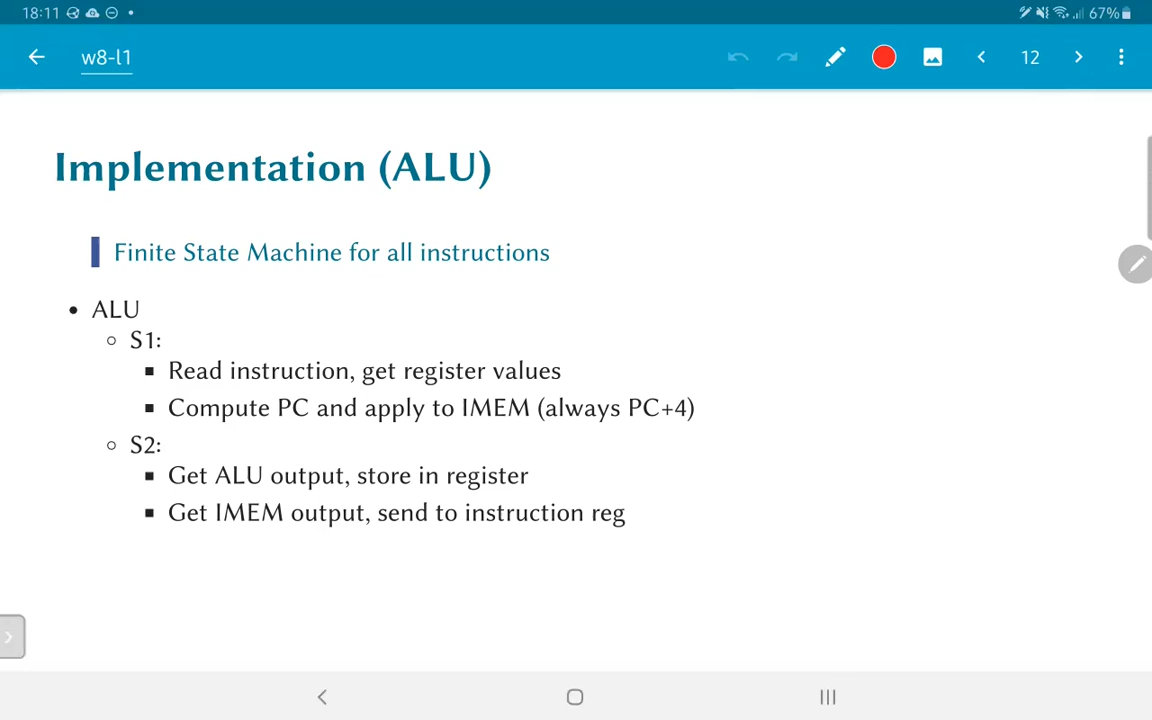 18:11
67%
w8-l1
12
Implementation (ALU)
Finite State Machine for all instructions
• ALU
○ S1:
▪ Read instruction, get register values
▪ Compute PC and apply to IMEM (always PC+4)
○ S2:
▪ Get ALU output, store in register
▪ Get IMEM output, send to instruction reg